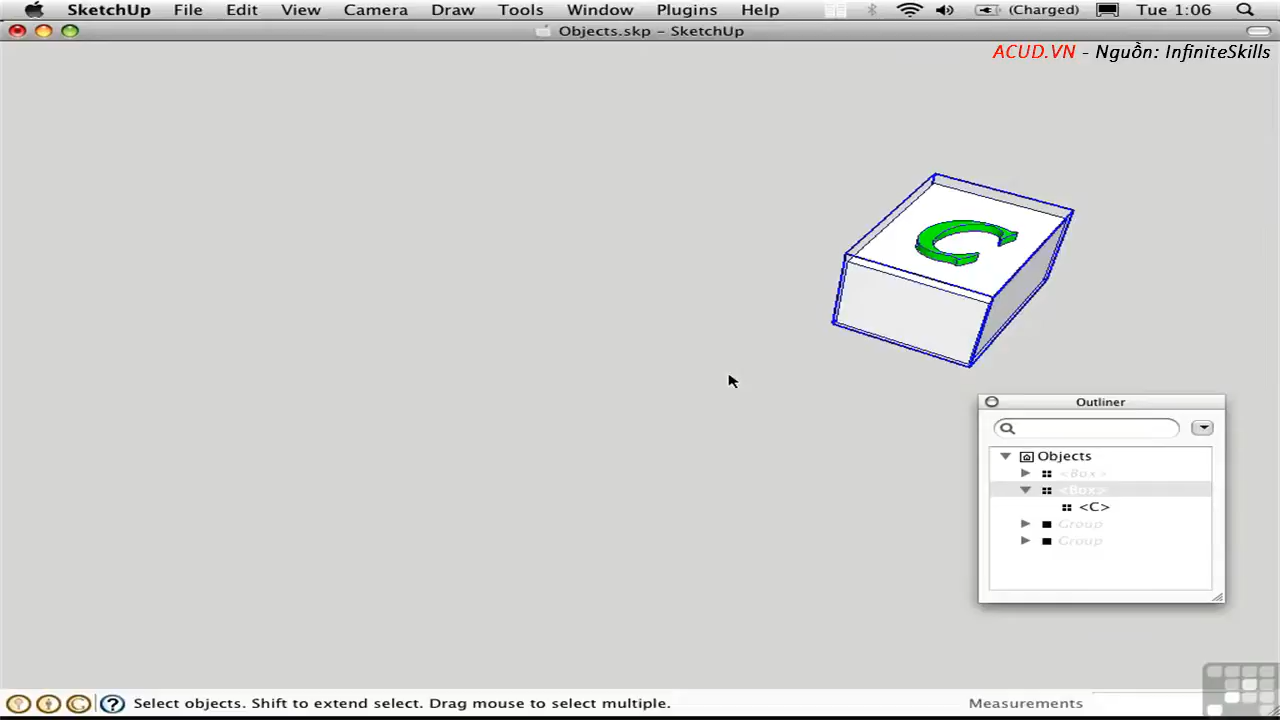 SketchUp File Edit View Camera Draw Tools Window Plugins Help (Charged) Tue 1:06
Objects.skp – SketchUp
ACUD.VN - Nguồn: InfiniteSkills
C
Outliner
Objects
<Box>
<Box>
<C>
Group
Group
? Select objects. Shift to extend select. Drag mouse to select multiple. Measurements